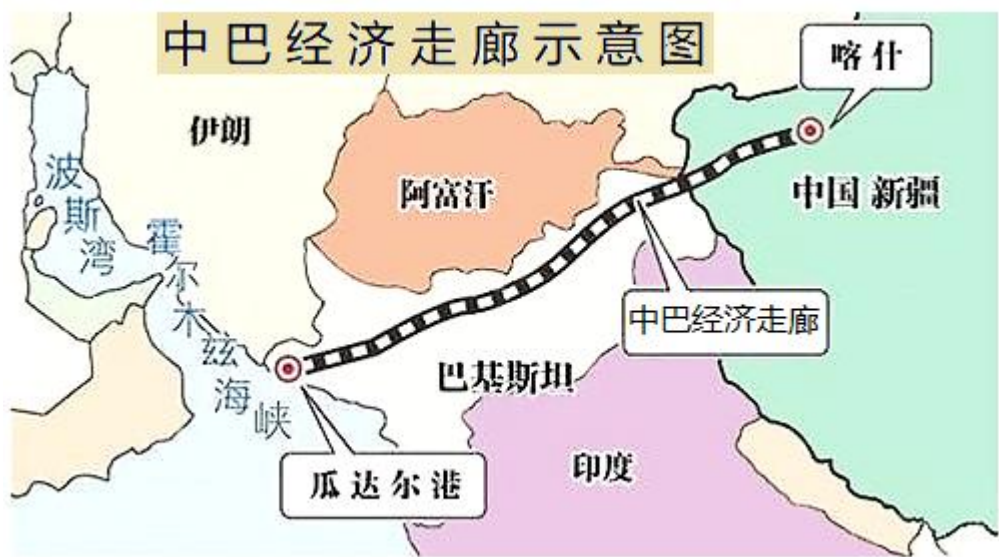 中巴经济走廊示意图
喀什
伊朗
阿富汗
中国 新疆
波斯湾
霍尔木兹海峡
中巴经济走廊
巴基斯坦
瓜达尔港
印度